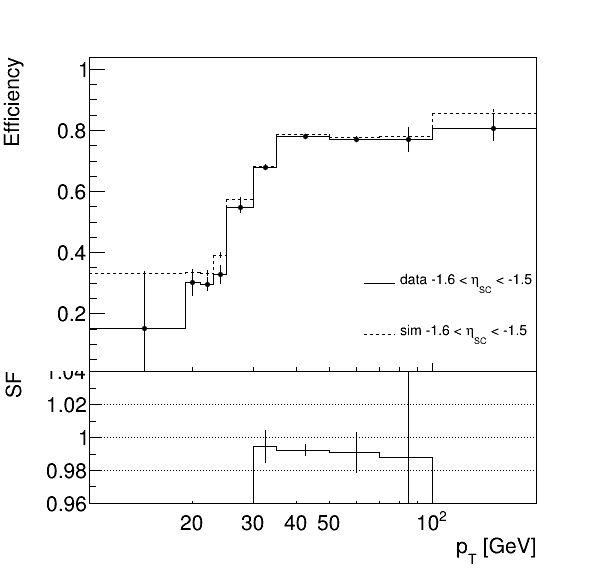 Efficiency
1
0.8
0.6
0.4
0.2
data -1.6 < η_SC < -1.5
sim -1.6 < η_SC < -1.5
SF
1.04
1.02
1
0.98
0.96
20 30 40 50 10²
p_T [GeV]